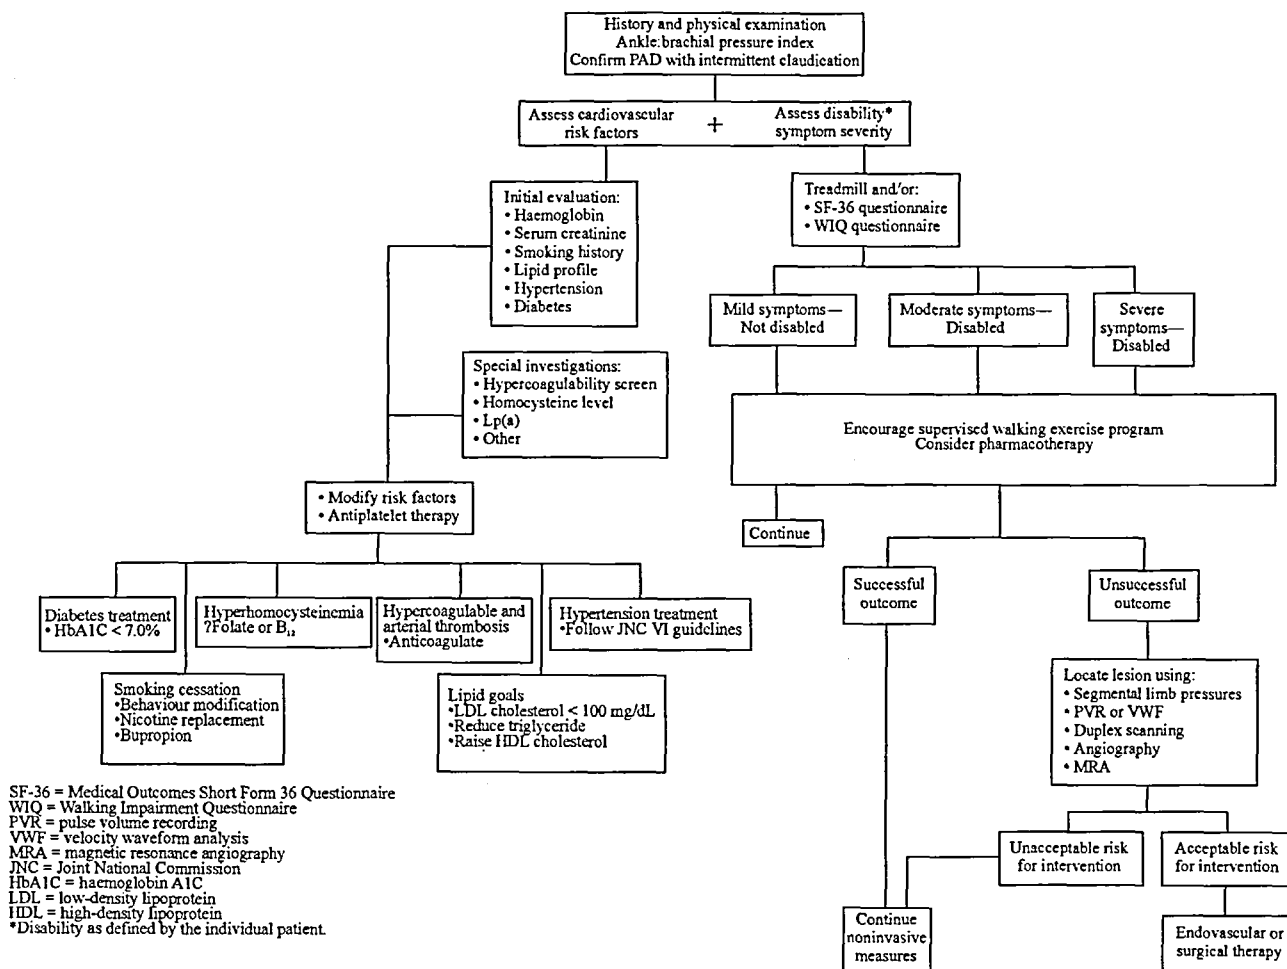 History and physical examination
Ankle:brachial pressure index
Confirm PAD with intermittent claudication
Assess cardiovascular
risk factors
+
Assess disability*
symptom severity
Initial evaluation:
• Haemoglobin
• Serum creatinine
• Smoking history
• Lipid profile
• Hypertension
• Diabetes
Treadmill and/or:
• SF-36 questionnaire
• WIQ questionnaire
Mild symptoms—
Not disabled
Moderate symptoms—
Disabled
Severe
symptoms—
Disabled
Special investigations:
• Hypercoagulability screen
• Homocysteine level
• Lp(a)
• Other
Encourage supervised walking exercise program
Consider pharmacotherapy
• Modify risk factors
• Antiplatelet therapy
Continue
Successful
outcome
Unsuccessful
outcome
Diabetes treatment
• HbA1C < 7.0%
Hyperhomocysteinemia
?Folate or B₁₂
Hypercoagulable and
arterial thrombosis
•Anticoagulate
Hypertension treatment
•Follow JNC VI guidelines
Smoking cessation
•Behaviour modification
•Nicotine replacement
•Bupropion
Lipid goals
•LDL cholesterol < 100 mg/dL
•Reduce triglyceride
•Raise HDL cholesterol
Locate lesion using:
• Segmental limb pressures
• PVR or VWF
• Duplex scanning
• Angiography
• MRA
Unacceptable risk
for intervention
Acceptable risk
for intervention
Continue
noninvasive
measures
Endovascular or
surgical therapy
SF-36 = Medical Outcomes Short Form 36 Questionnaire
WIQ = Walking Impairment Questionnaire
PVR = pulse volume recording
VWF = velocity waveform analysis
MRA = magnetic resonance angiography
JNC = Joint National Commission
HbA1C = haemoglobin A1C
LDL = low-density lipoprotein
HDL = high-density lipoprotein
*Disability as defined by the individual patient.